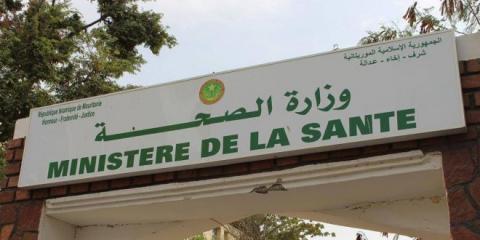 الجمهورية الإسلامية الموريتانية
شرف - إخاء - عدالة
République Islamique de Mauritanie
Honneur - Fraternité - Justice
وزارة الصحة
MINISTERE DE LA SANTE